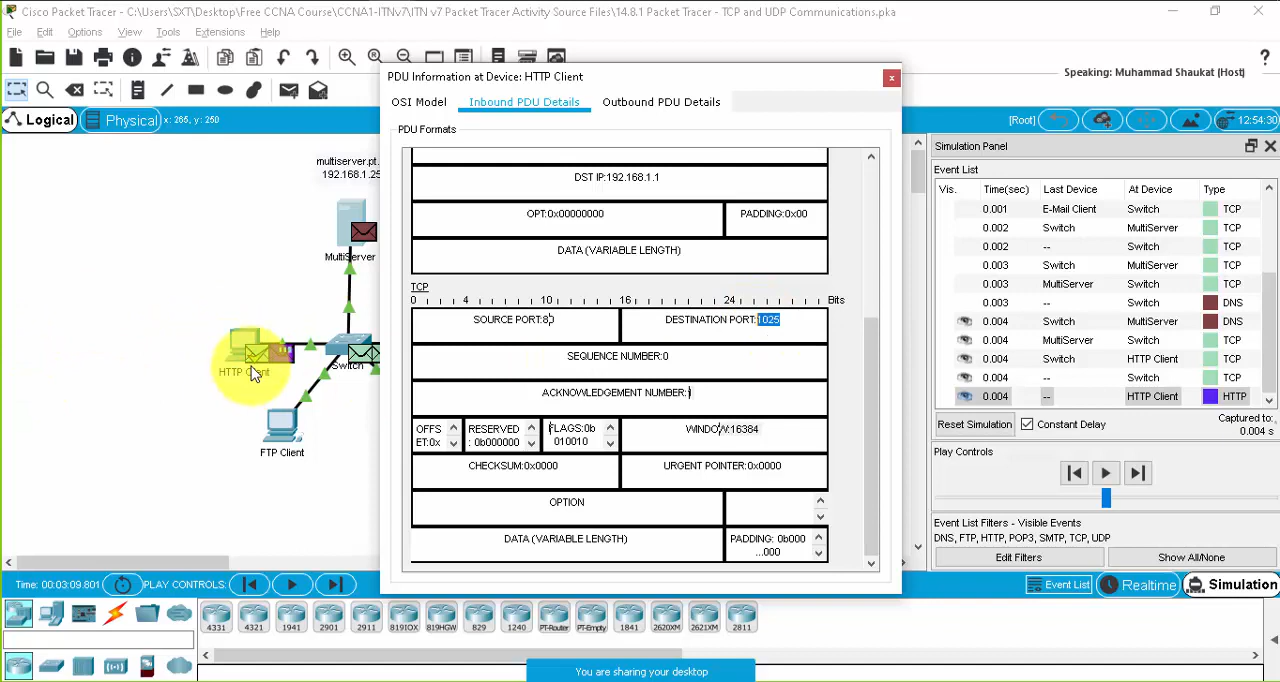 Cisco Packet Tracer - C:\Users\SXT\Desktop\Free CCNA Course\CCNA1-ITNv7\ITN v7 Packet Tracer Activity Source Files\14.8.1 Packet Tracer - TCP and UDP Communications.pka
File Edit Options View Tools Extensions Help
Speaking: Muhammad Shaukat (Host)
Logical Physical x: 265, y: 250
[Root] 12:54:30
PDU Information at Device: HTTP Client
OSI Model Inbound PDU Details Outbound PDU Details
PDU Formats
DST IP:192.168.1.1
OPT:0x00000000 PADDING:0x00
DATA (VARIABLE LENGTH)
TCP
0 4 10 16 24 Bits
SOURCE PORT:80 DESTINATION PORT:1025
SEQUENCE NUMBER:0
ACKNOWLEDGEMENT NUMBER:1
OFFS ET:0x RESERVED : 0b000000 FLAGS:0b 010010 WINDOW:16384
CHECKSUM:0x0000 URGENT POINTER:0x0000
OPTION
DATA (VARIABLE LENGTH) PADDING: 0b000 ...000
multiserver.pt.
192.168.1.25
MultiServer
HTTP Client
Switch
FTP Client
Simulation Panel
Event List
Vis. Time(sec) Last Device At Device Type
0.001 E-Mail Client Switch TCP
0.002 Switch MultiServer TCP
0.002 -- Switch TCP
0.003 Switch MultiServer TCP
0.003 MultiServer Switch TCP
0.003 -- Switch DNS
0.004 Switch MultiServer DNS
0.004 MultiServer Switch TCP
0.004 Switch HTTP Client TCP
0.004 -- Switch TCP
0.004 -- HTTP Client HTTP
Reset Simulation Constant Delay
Captured to:
0.004 s
Play Controls
Event List Filters - Visible Events
DNS, FTP, HTTP, POP3, SMTP, TCP, UDP
Edit Filters Show All/None
Time: 00:03:09.801 PLAY CONTROLS:
Event List Realtime Simulation
4331 4321 1941 2901 2911 819IOX 819HGW 829 1240 PT-Router PT-Empty 1841 2620XM 2621XM 2811
You are sharing your desktop